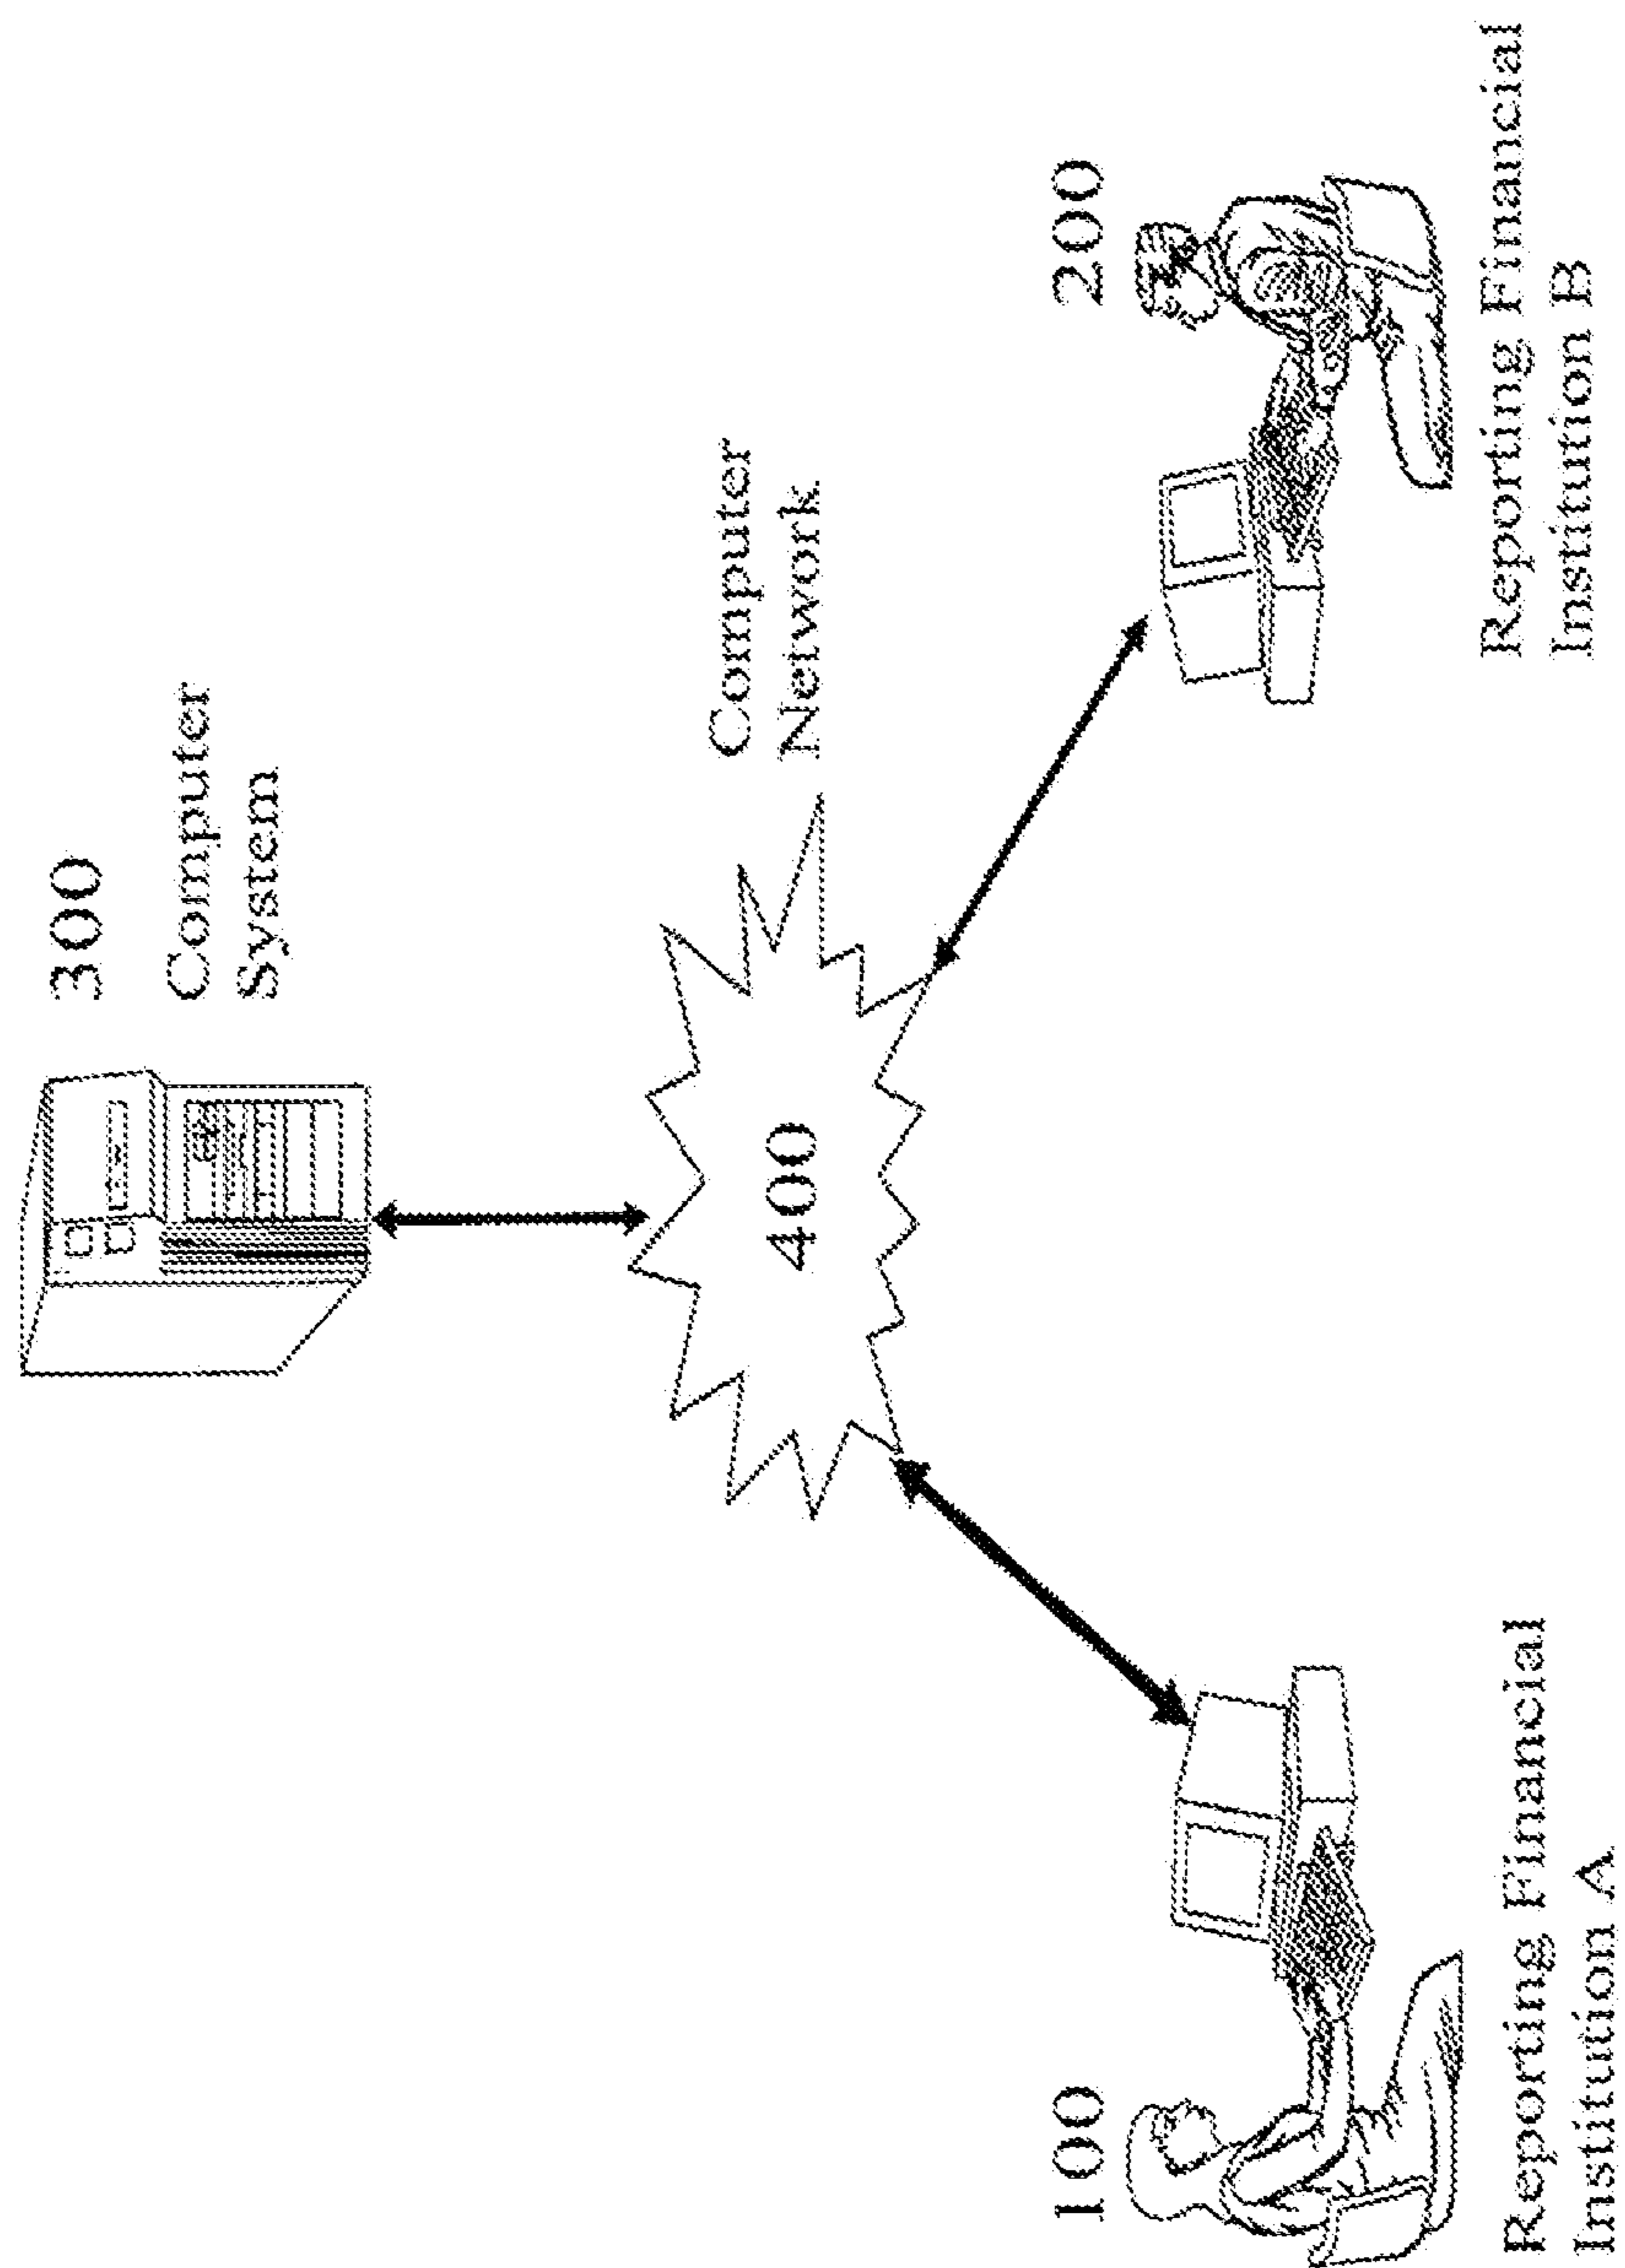 300
Computer
System
Computer
Network
400
100
Reporting Financial
Institution A
200
Reporting Financial
Institution B